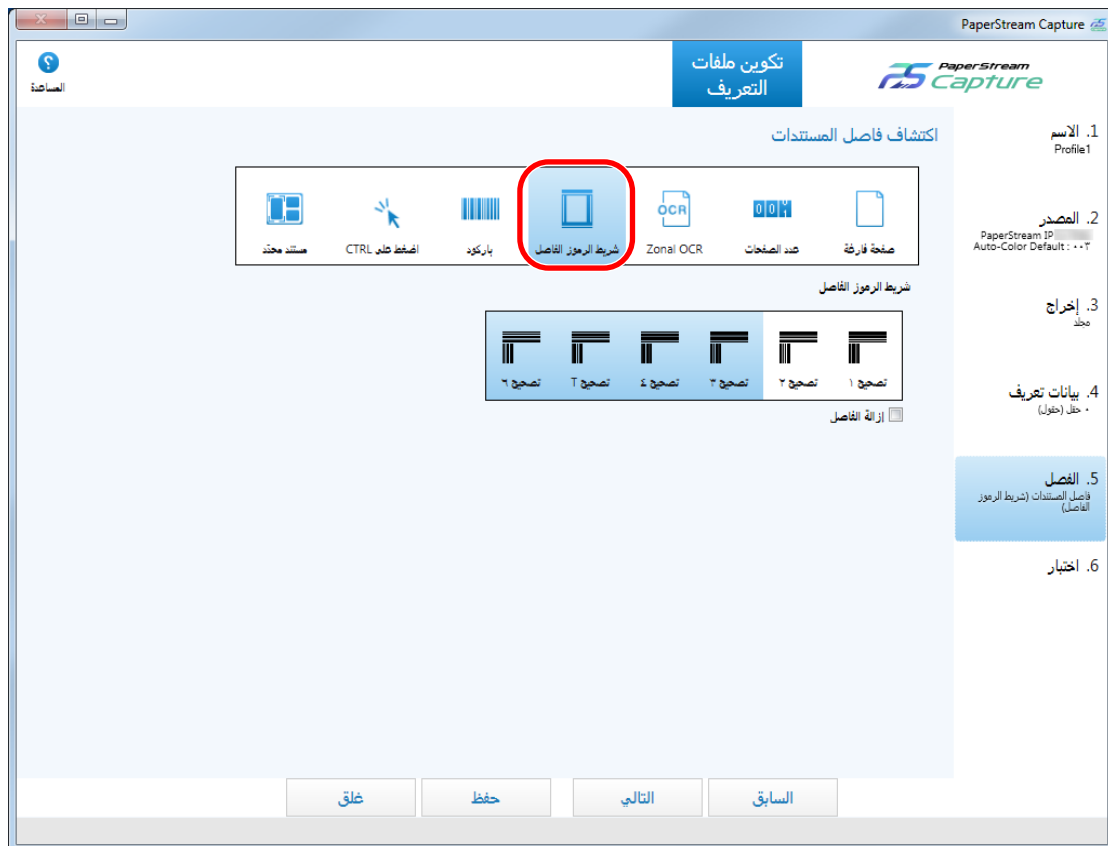 PaperStream Capture
PaperStream
Capture
تكوين ملفات
التعريف
المساعدة
1. الاسم
Profile1
2. المصدر
PaperStream IP
Auto-Color Default : ٠٠٣
3. إخراج
مجلد
4. بيانات تعريف
٠ حقل (حقول)
5. الفصل
فاصل المستندات (شريط الرموز
الفاصل)
6. اختبار
اكتشاف فاصل المستندات
صفحة فارغة
عدد الصفحات
Zonal OCR
شريط الرموز الفاصل
باركود
اضغط على CTRL
مستند محدّد
OCR
شريط الرموز الفاصل
تصحيح ١
تصحيح ٢
تصحيح ٣
تصحيح ٤
تصحيح T
تصحيح ٦
إزالة الفاصل
السابق
التالي
حفظ
غلق